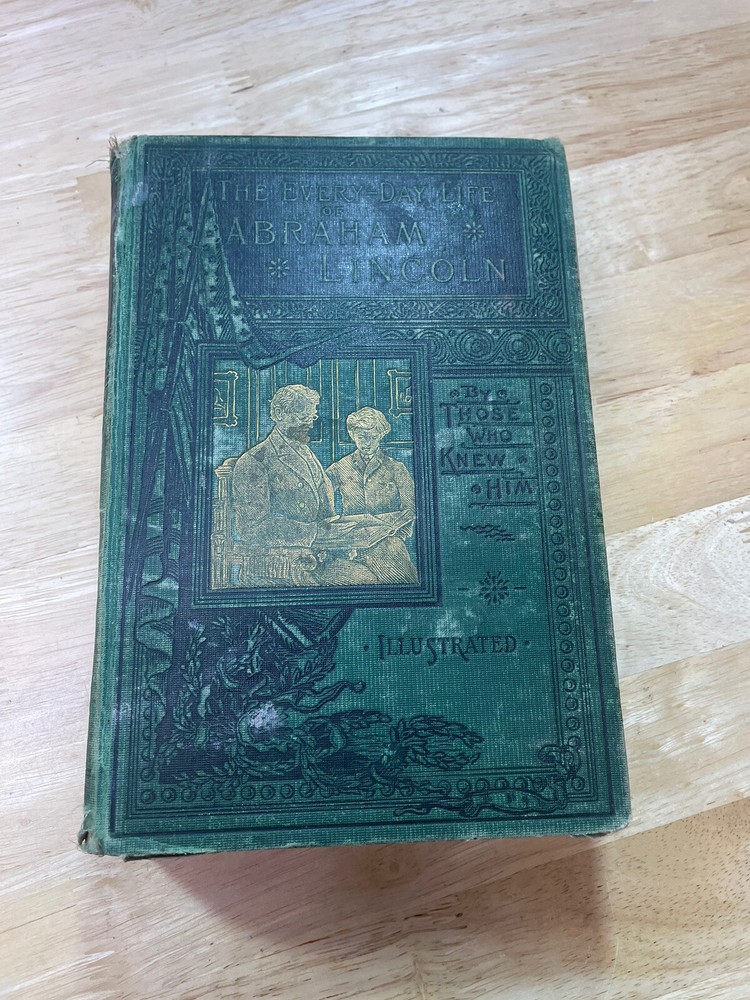 THE EVERY-DAY LIFE
OF
ABRAHAM
LINCOLN
BY
THOSE
WHO
KNEW
HIM
ILLUSTRATED